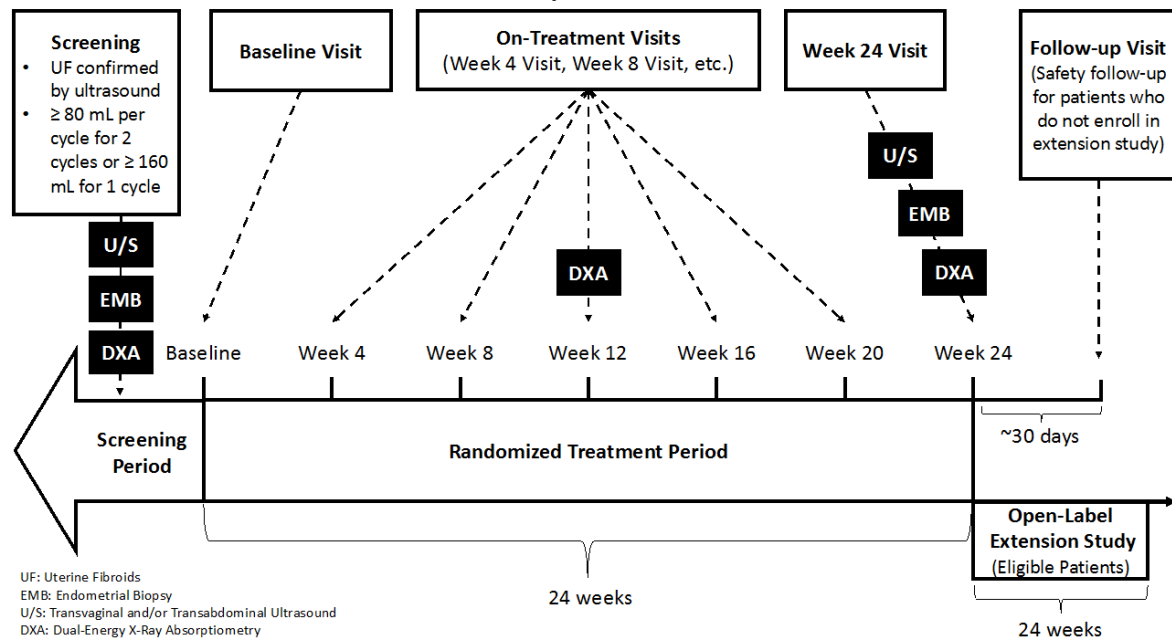 Screening
• UF confirmed
by ultrasound
• ≥ 80 mL per
cycle for 2
cycles or ≥ 160
mL for 1 cycle
Baseline Visit
On-Treatment Visits
(Week 4 Visit, Week 8 Visit, etc.)
Week 24 Visit
Follow-up Visit
(Safety follow-up
for patients who
do not enroll in
extension study)
U/S
EMB
DXA
DXA
U/S
EMB
DXA
Baseline
Week 4
Week 8
Week 12
Week 16
Week 20
Week 24
Screening
Period
Randomized Treatment Period
~30 days
Open-Label
Extension Study
(Eligible Patients)
24 weeks
24 weeks
UF: Uterine Fibroids
EMB: Endometrial Biopsy
U/S: Transvaginal and/or Transabdominal Ultrasound
DXA: Dual-Energy X-Ray Absorptiometry